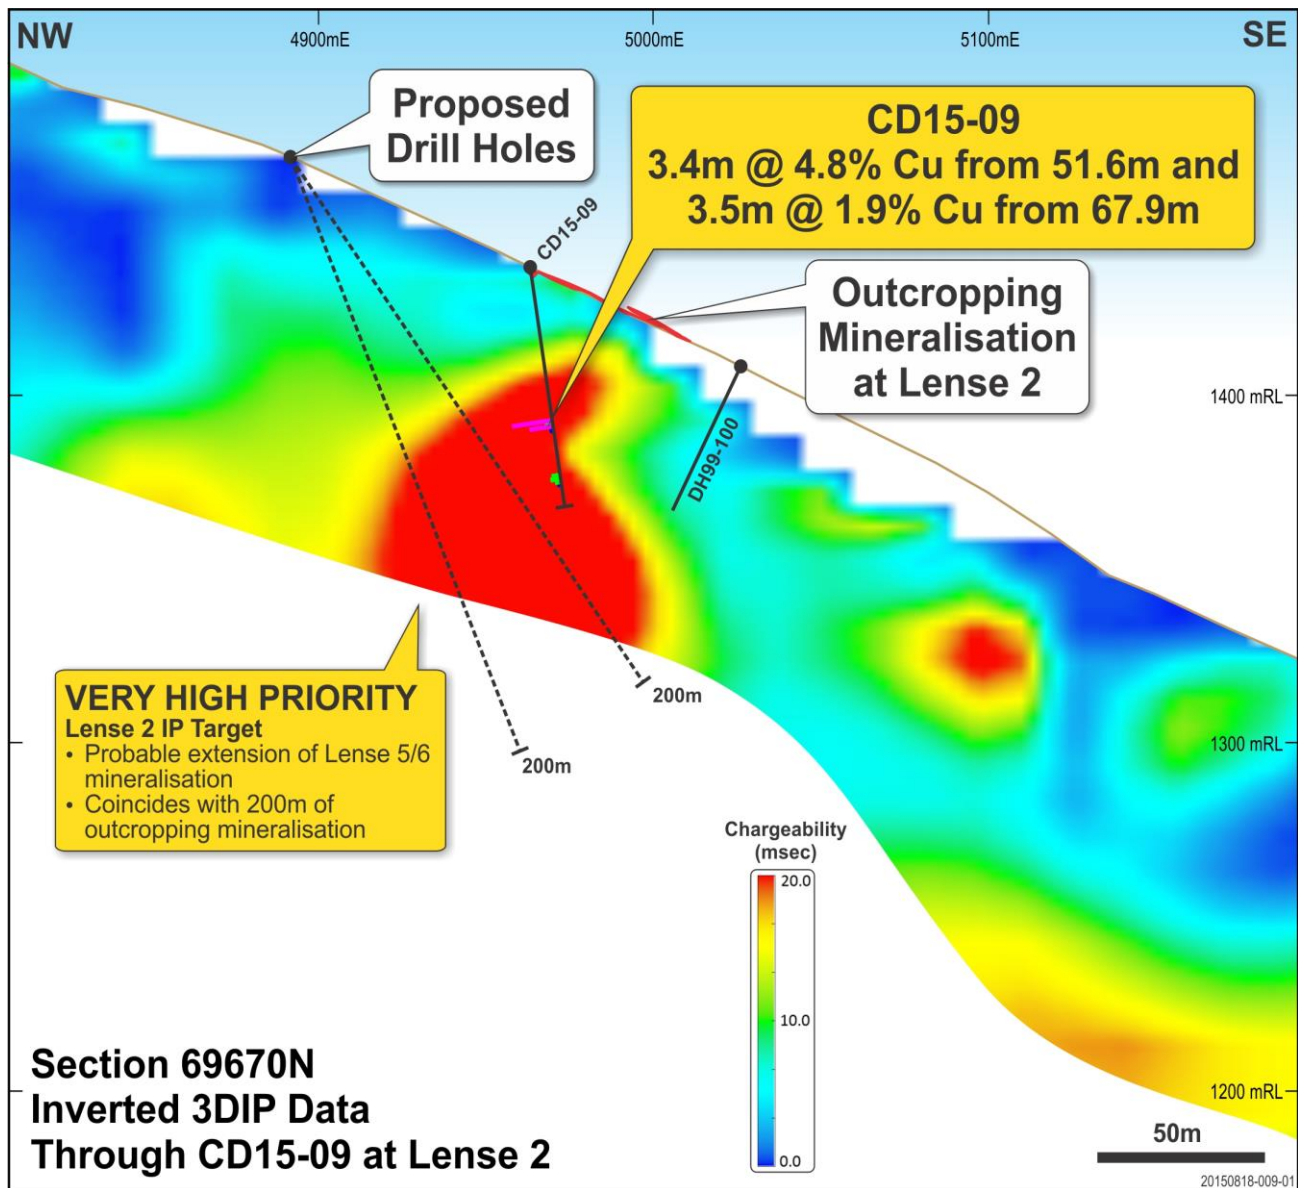 NW
4900mE
5000mE
5100mE
SE
Proposed
Drill Holes
CD15-09
3.4m @ 4.8% Cu from 51.6m and
3.5m @ 1.9% Cu from 67.9m
CD15-09
Outcropping
Mineralisation
at Lense 2
1400 mRL
DH99-100
VERY HIGH PRIORITY
Lense 2 IP Target
• Probable extension of Lense 5/6
mineralisation
• Coincides with 200m of
outcropping mineralisation
200m
200m
1300 mRL
Chargeability
(msec)
20.0
10.0
0.0
1200 mRL
Section 69670N
Inverted 3DIP Data
Through CD15-09 at Lense 2
50m
20150818-009-01